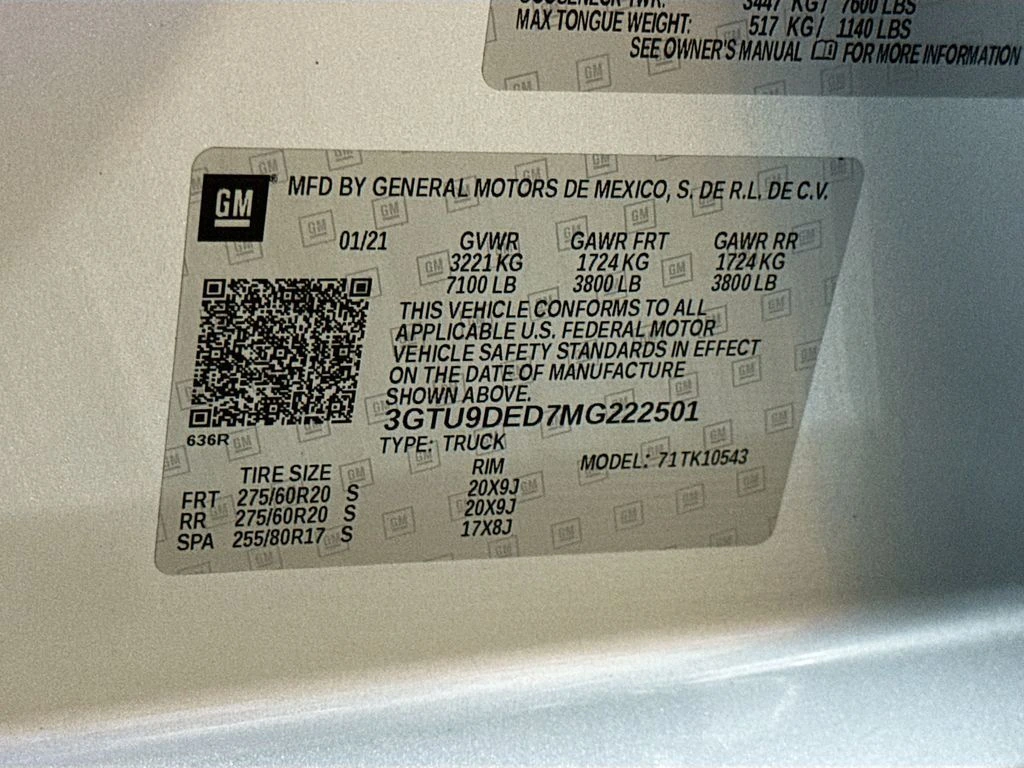 3447 KG / 7600 LBS
MAX TONGUE WEIGHT: 517 KG / 1140 LBS
SEE OWNER'S MANUAL FOR MORE INFORMATION
GM
MFD BY GENERAL MOTORS DE MEXICO, S. DE R.L. DE C.V.
01/21 GVWR GAWR FRT GAWR RR
3221 KG 1724 KG 1724 KG
7100 LB 3800 LB 3800 LB
THIS VEHICLE CONFORMS TO ALL
APPLICABLE U.S. FEDERAL MOTOR
VEHICLE SAFETY STANDARDS IN EFFECT
ON THE DATE OF MANUFACTURE
SHOWN ABOVE.
3GTU9DED7MG222501
636R
TYPE: TRUCK
TIRE SIZE RIM MODEL: 71TK10543
FRT 275/60R20 S 20X9J
RR 275/60R20 S 20X9J
SPA 255/80R17 S 17X8J